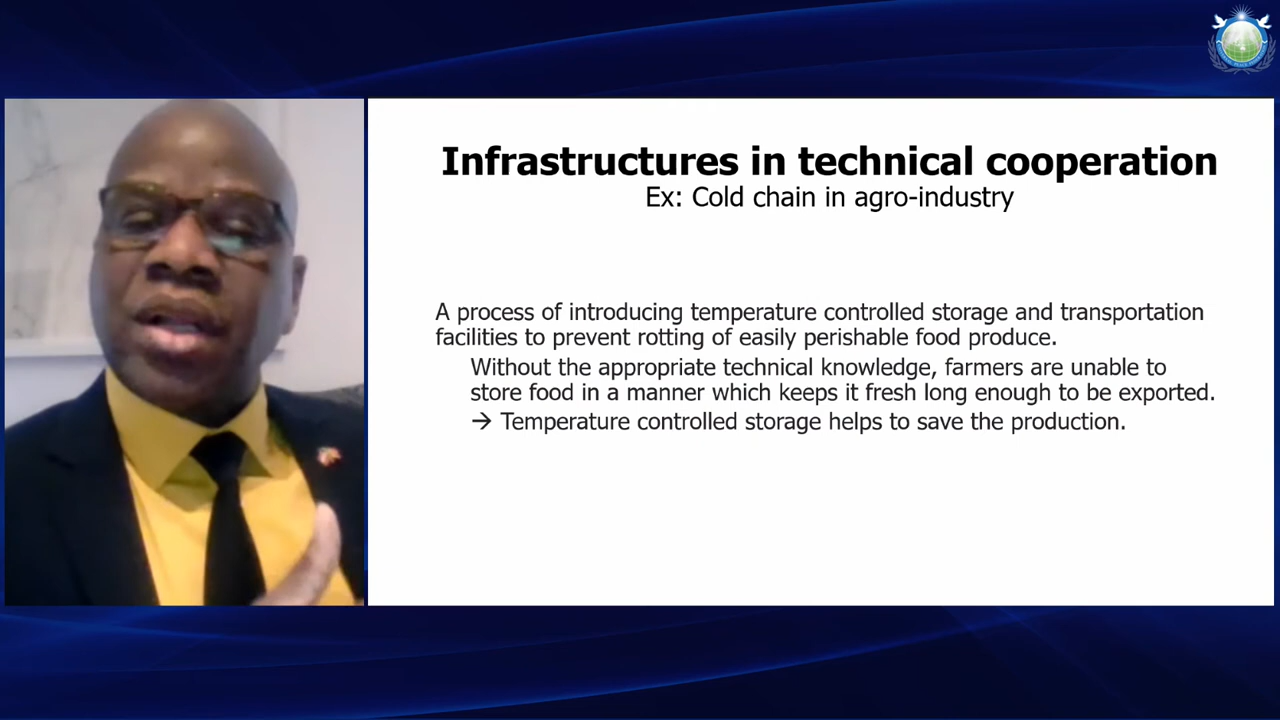 Infrastructures in technical cooperation
Ex: Cold chain in agro-industry
A process of introducing temperature controlled storage and transportation
facilities to prevent rotting of easily perishable food produce.
Without the appropriate technical knowledge, farmers are unable to
store food in a manner which keeps it fresh long enough to be exported.
→ Temperature controlled storage helps to save the production.